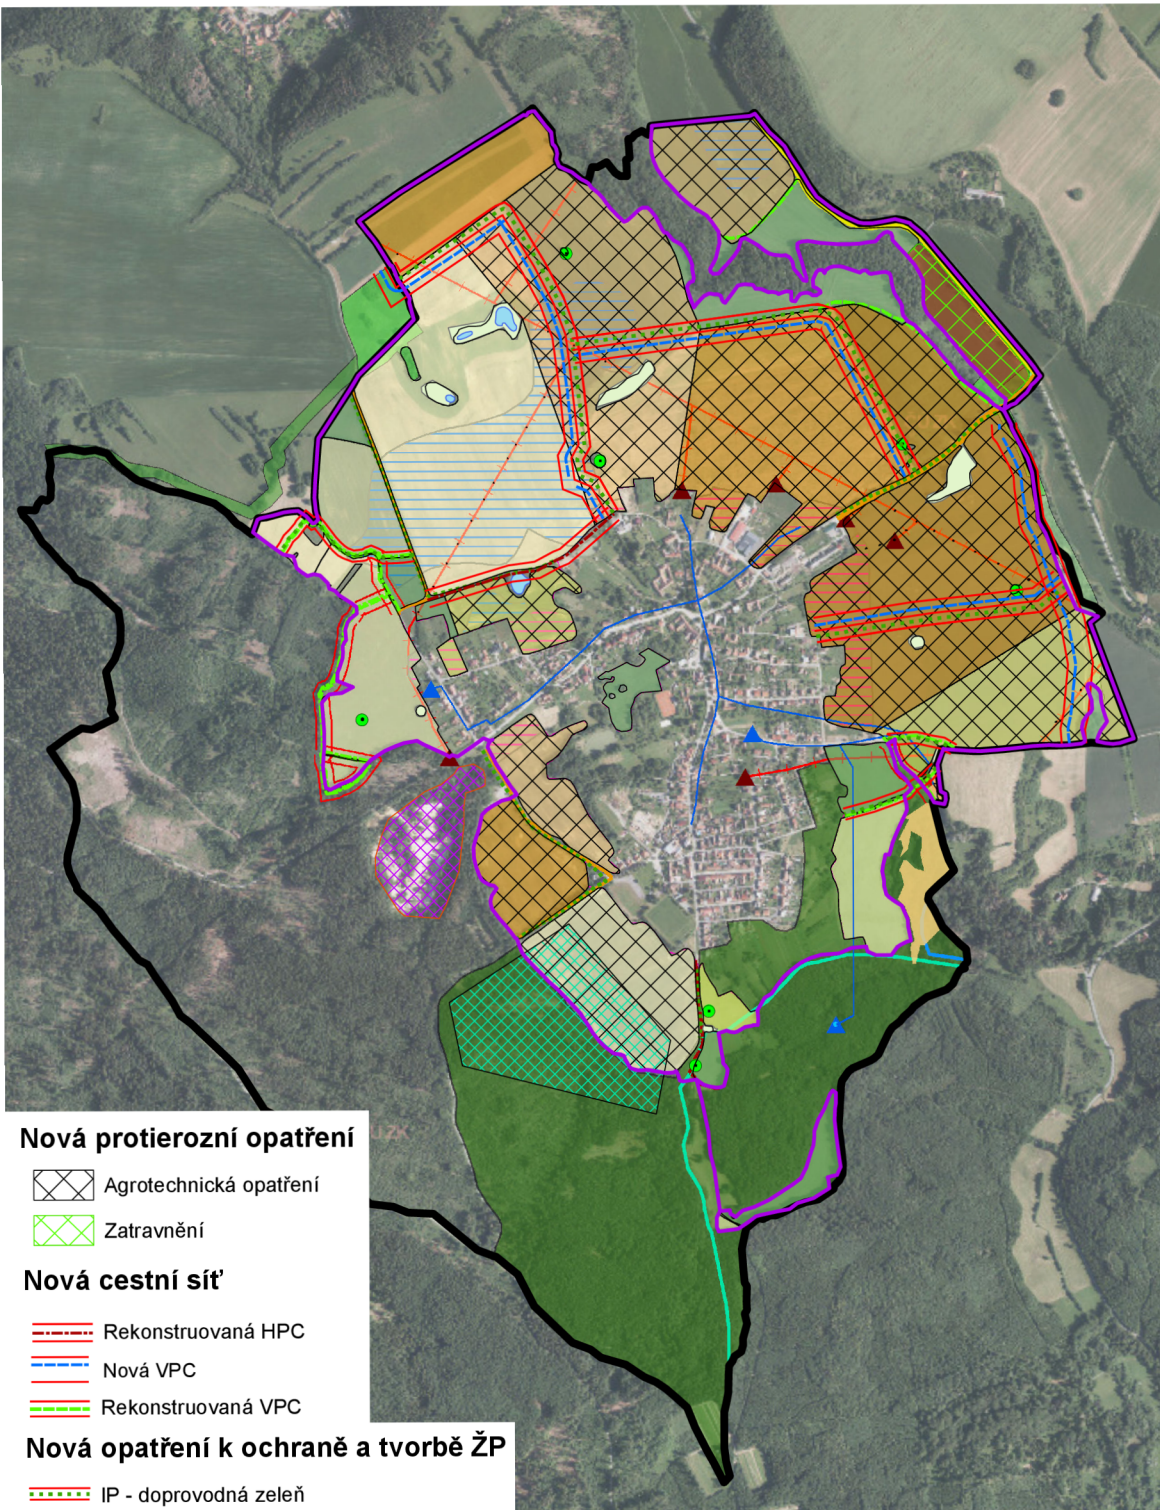 Nová protierozní opatření
Agrotechnická opatření
Zatravnění
Nová cestní síť
Rekonstruovaná HPC
Nová VPC
Rekonstruovaná VPC
Nová opatření k ochraně a tvorbě ŽP
IP - doprovodná zeleň